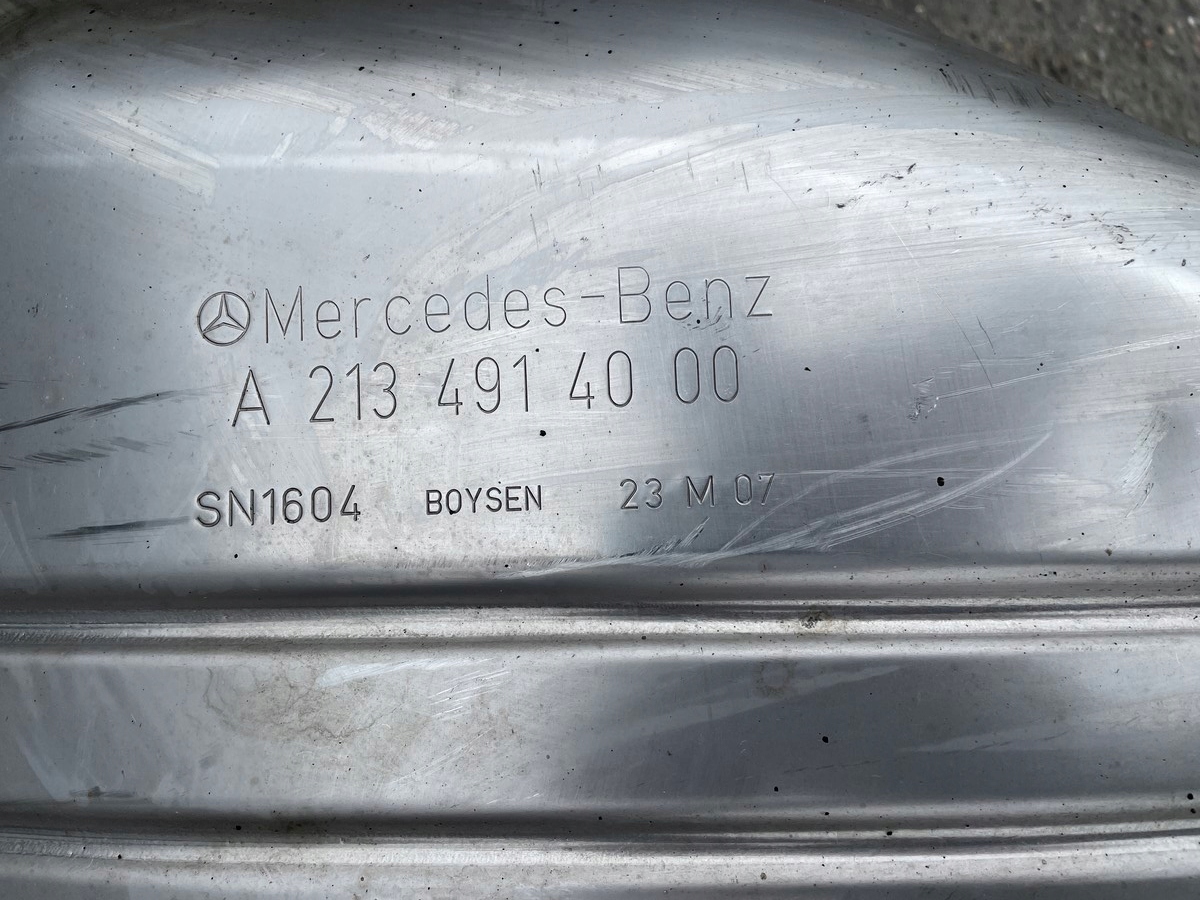 Mercedes-Benz
A 213 491 40 00
SN1604 BOYSEN 23 M 07